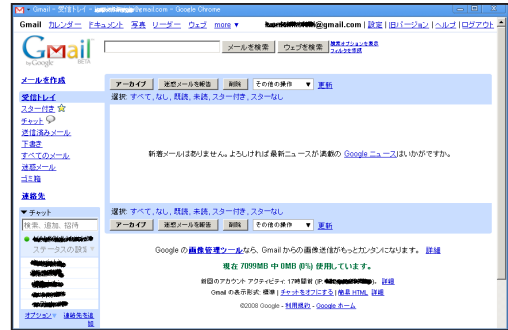 Gmail - 受信トレイ - @gmail.com - Google Chrome
Gmail カレンダー ドキュメント 写真 リーダー ウェブ more ▼ @gmail.com | 設定 | 旧バージョン | ヘルプ | ログアウト
Gmail by Google BETA
メールを検索 ウェブを検索 検索オプションを表示
フィルタを作成
メールを作成
受信トレイ
スター付き
チャット
送信済みメール
下書き
すべてのメール
迷惑メール
ゴミ箱
連絡先
▼ チャット
検索、追加、招待
ステータスの設定
オプション 連絡先を追加
アーカイブ 迷惑メールを報告 削除 その他の操作 ▼ 更新
選択: すべて, なし, 既読, 未読, スター付き, スターなし
新着メールはありません。よろしければ最新ニュースが満載の Google ニュースはいかがですか。
選択: すべて, なし, 既読, 未読, スター付き, スターなし
アーカイブ 迷惑メールを報告 削除 その他の操作 ▼ 更新
Google の画像管理ツールなら、Gmail からの画像送信がもっとカンタンになります。 詳細
現在 7099MB 中 0MB (0%) 使用しています。
前回のアカウント アクティビティ: 17時間前 (IP: )。 詳細
Gmail の表示形式: 標準 | チャットをオフにする | 簡易 HTML 詳細
©2008 Google - 利用規約 - Google ホーム